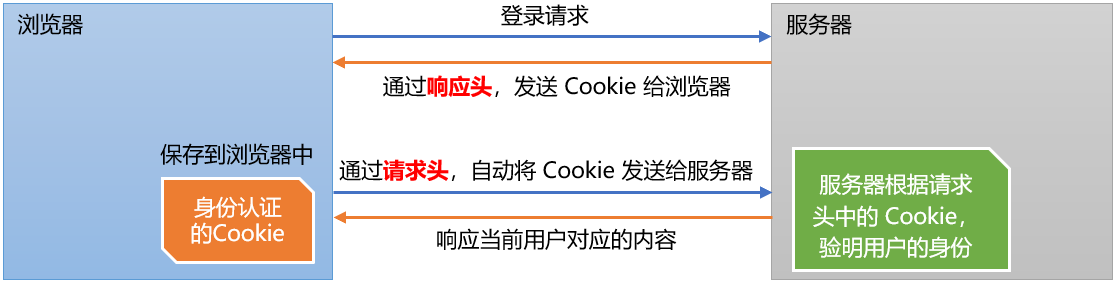 浏览器
登录请求
服务器
通过响应头，发送 Cookie 给浏览器
保存到浏览器中
通过请求头，自动将 Cookie 发送给服务器
身份认证
的Cookie
服务器根据请求
头中的 Cookie，
验明用户的身份
响应当前用户对应的内容